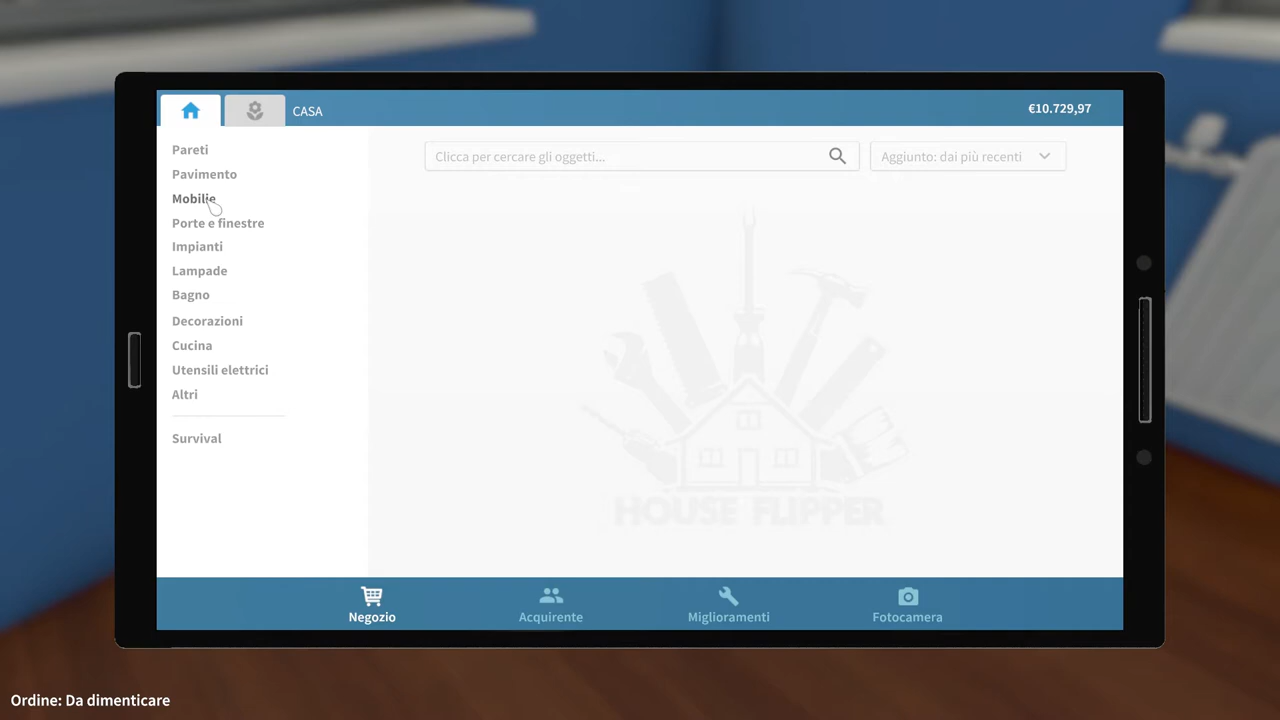 CASA
€10.729,97
Pareti
Pavimento
Mobilie
Porte e finestre
Impianti
Lampade
Bagno
Decorazioni
Cucina
Utensili elettrici
Altri
Survival
Clicca per cercare gli oggetti...
Aggiunto: dai più recenti
HOUSE FLIPPER
Negozio
Acquirente
Miglioramenti
Fotocamera
Ordine: Da dimenticare